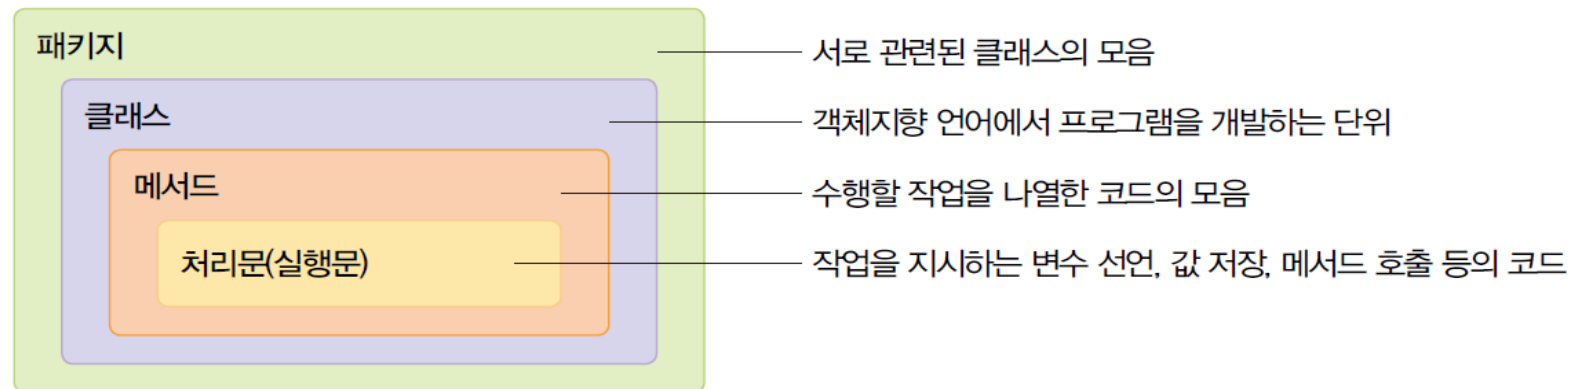 패키지
서로 관련된 클래스의 모음
클래스
객체지향 언어에서 프로그램을 개발하는 단위
메서드
수행할 작업을 나열한 코드의 모음
처리문(실행문)
작업을 지시하는 변수 선언, 값 저장, 메서드 호출 등의 코드